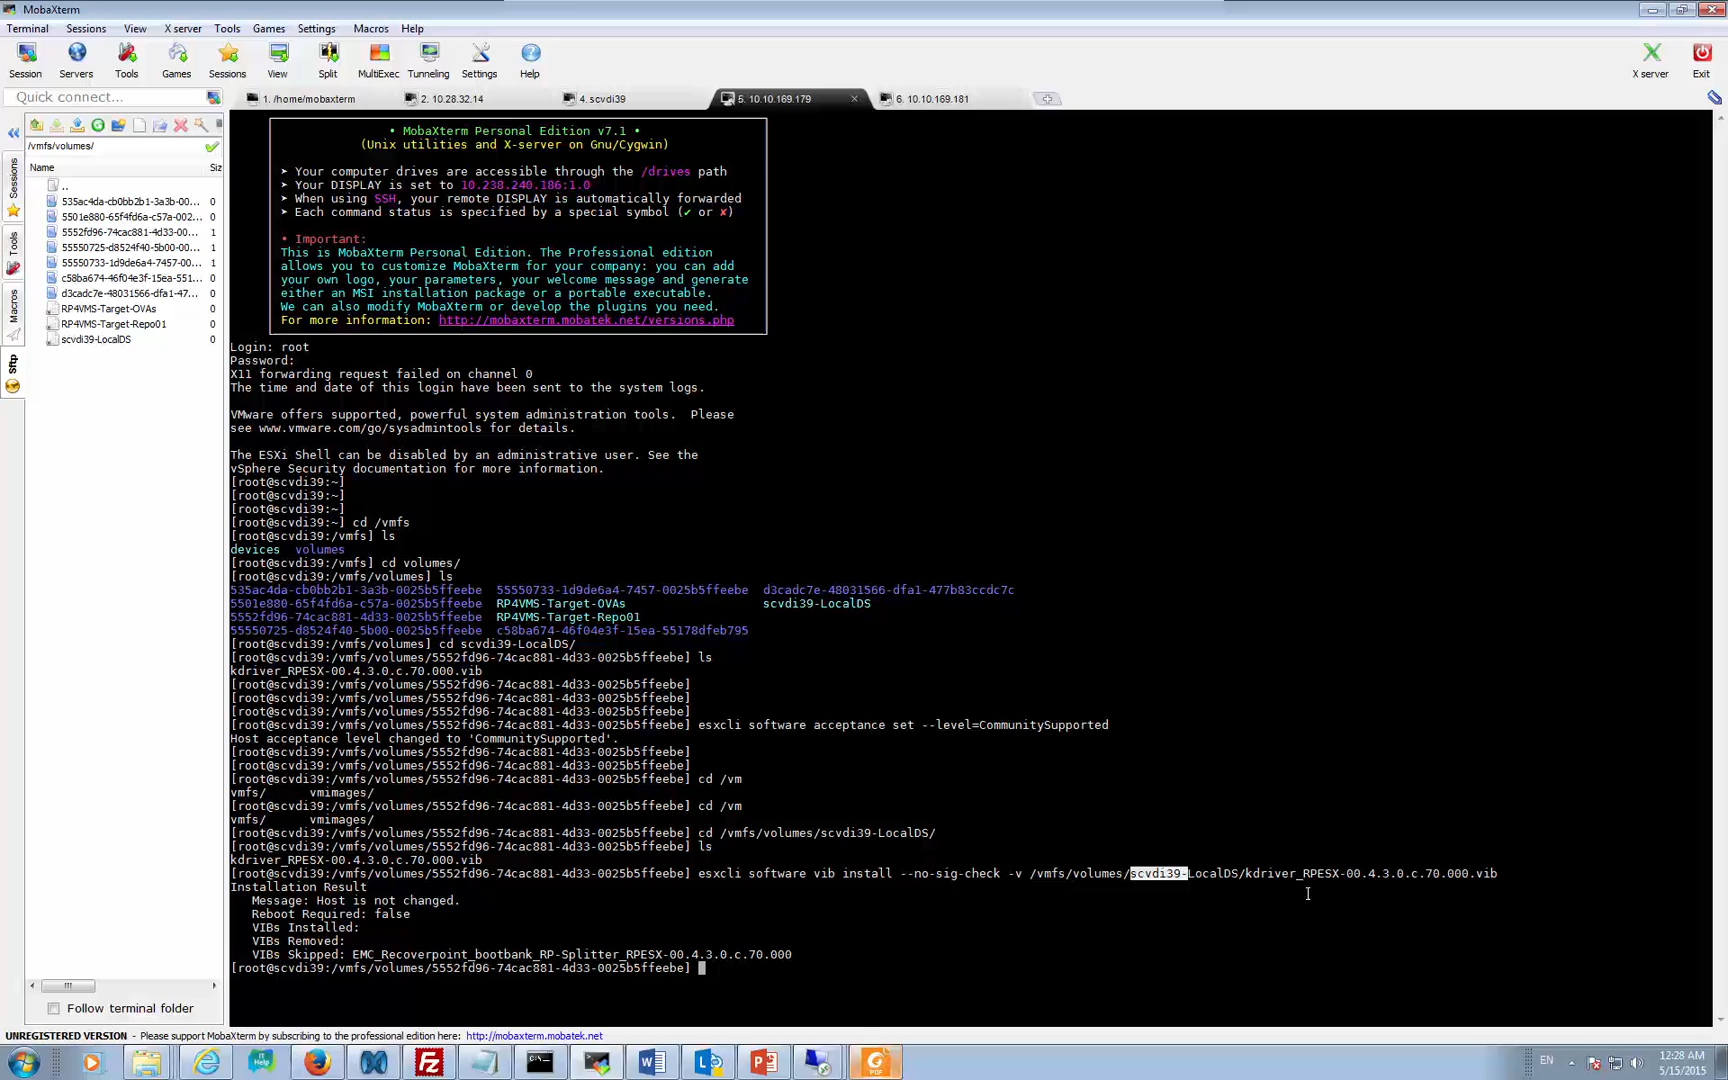 MobaXterm
Terminal Sessions View X server Tools Games Settings Macros Help
Session Servers Tools Games Sessions View Split MultiExec Tunneling Settings Help X server Exit
Quick connect...
1. /home/mobaxterm 2. 10.28.32.14 4. scvdi39 5. 10.10.169.179 6. 10.10.169.181
/vmfs/volumes/
Name Siz
..
535ac4da-cb0bb2b1-3a3b-00... 0
5501e880-65f4fd6a-c57a-002... 0
5552fd96-74cac881-4d33-00... 1
55550725-d8524f40-5b00-00... 1
55550733-1d9de6a4-7457-00... 1
c58ba674-46f04e3f-15ea-551... 0
d3cadc7e-48031566-dfa1-47... 0
RP4VMS-Target-OVAs 0
RP4VMS-Target-Repo01 0
scvdi39-LocalDS 0
Sessions
Tools
Macros
Sftp
Follow terminal folder
• MobaXterm Personal Edition v7.1 •
(Unix utilities and X-server on Gnu/Cygwin)
➤ Your computer drives are accessible through the /drives path
➤ Your DISPLAY is set to 10.238.240.186:1.0
➤ When using SSH, your remote DISPLAY is automatically forwarded
➤ Each command status is specified by a special symbol (✔ or ✘)
• Important:
This is MobaXterm Personal Edition. The Professional edition
allows you to customize MobaXterm for your company: you can add
your own logo, your parameters, your welcome message and generate
either an MSI installation package or a portable executable.
We can also modify MobaXterm or develop the plugins you need.
For more information: http://mobaxterm.mobatek.net/versions.php
Login: root
Password:
X11 forwarding request failed on channel 0
The time and date of this login have been sent to the system logs.
VMware offers supported, powerful system administration tools. Please
see www.vmware.com/go/sysadmintools for details.
The ESXi Shell can be disabled by an administrative user. See the
vSphere Security documentation for more information.
[root@scvdi39:~]
[root@scvdi39:~]
[root@scvdi39:~]
[root@scvdi39:~] cd /vmfs
[root@scvdi39:/vmfs] ls
devices volumes
[root@scvdi39:/vmfs] cd volumes/
[root@scvdi39:/vmfs/volumes] ls
535ac4da-cb0bb2b1-3a3b-0025b5ffeebe 55550733-1d9de6a4-7457-0025b5ffeebe d3cadc7e-48031566-dfa1-477b83ccdc7c
5501e880-65f4fd6a-c57a-0025b5ffeebe RP4VMS-Target-OVAs scvdi39-LocalDS
5552fd96-74cac881-4d33-0025b5ffeebe RP4VMS-Target-Repo01
55550725-d8524f40-5b00-0025b5ffeebe c58ba674-46f04e3f-15ea-55178dfeb795
[root@scvdi39:/vmfs/volumes] cd scvdi39-LocalDS/
[root@scvdi39:/vmfs/volumes/5552fd96-74cac881-4d33-0025b5ffeebe] ls
kdriver_RPESX-00.4.3.0.c.70.000.vib
[root@scvdi39:/vmfs/volumes/5552fd96-74cac881-4d33-0025b5ffeebe]
[root@scvdi39:/vmfs/volumes/5552fd96-74cac881-4d33-0025b5ffeebe]
[root@scvdi39:/vmfs/volumes/5552fd96-74cac881-4d33-0025b5ffeebe]
[root@scvdi39:/vmfs/volumes/5552fd96-74cac881-4d33-0025b5ffeebe] esxcli software acceptance set --level=CommunitySupported
Host acceptance level changed to 'CommunitySupported'.
[root@scvdi39:/vmfs/volumes/5552fd96-74cac881-4d33-0025b5ffeebe]
[root@scvdi39:/vmfs/volumes/5552fd96-74cac881-4d33-0025b5ffeebe]
[root@scvdi39:/vmfs/volumes/5552fd96-74cac881-4d33-0025b5ffeebe] cd /vm
vmfs/ vmimages/
[root@scvdi39:/vmfs/volumes/5552fd96-74cac881-4d33-0025b5ffeebe] cd /vm
vmfs/ vmimages/
[root@scvdi39:/vmfs/volumes/5552fd96-74cac881-4d33-0025b5ffeebe] cd /vmfs/volumes/scvdi39-LocalDS/
[root@scvdi39:/vmfs/volumes/5552fd96-74cac881-4d33-0025b5ffeebe] ls
kdriver_RPESX-00.4.3.0.c.70.000.vib
[root@scvdi39:/vmfs/volumes/5552fd96-74cac881-4d33-0025b5ffeebe] esxcli software vib install --no-sig-check -v /vmfs/volumes/scvdi39-LocalDS/kdriver_RPESX-00.4.3.0.c.70.000.vib
Installation Result
Message: Host is not changed.
Reboot Required: false
VIBs Installed:
VIBs Removed:
VIBs Skipped: EMC_Recoverpoint_bootbank_RP-Splitter_RPESX-00.4.3.0.c.70.000
[root@scvdi39:/vmfs/volumes/5552fd96-74cac881-4d33-0025b5ffeebe]
UNREGISTERED VERSION - Please support MobaXterm by subscribing to the professional edition here: http://mobaxterm.mobatek.net
IT Help
PDF
EN
12:28 AM
5/15/2015